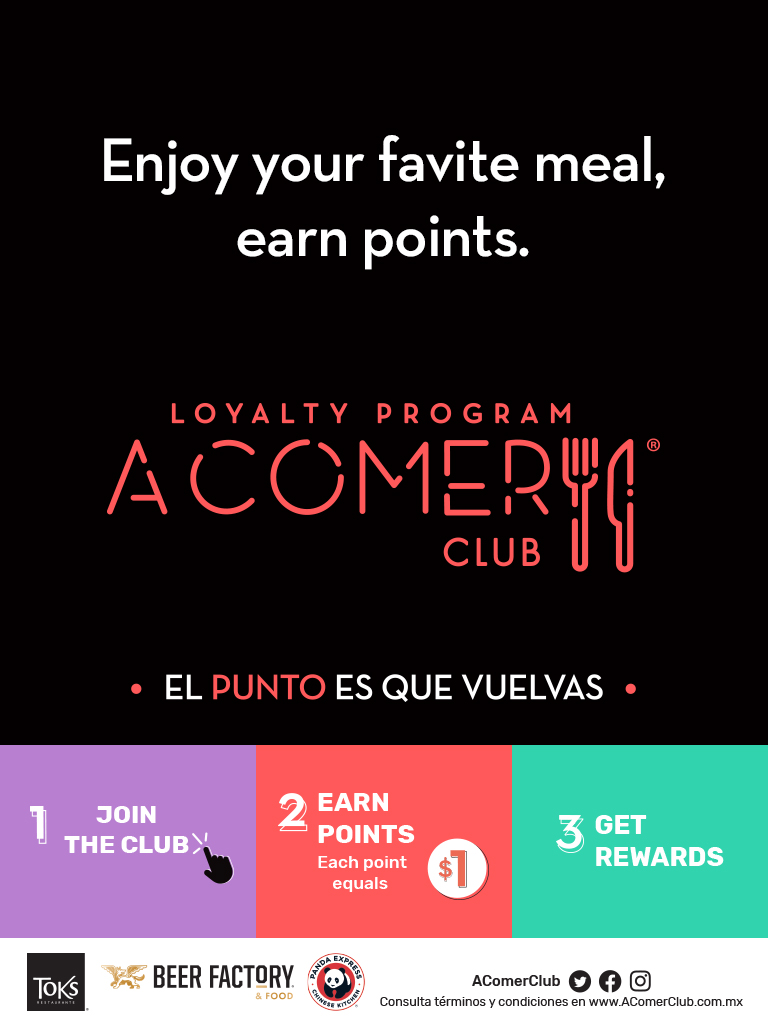 Enjoy your favite meal,
earn points.
LOYALTY PROGRAM
ACOMER ®
CLUB
• EL PUNTO ES QUE VUELVAS •
1 JOIN
THE CLUB
2 EARN
POINTS
Each point
equals
$1
3 GET
REWARDS
TOKS
RESTAURANTE
BEER FACTORY
& FOOD
PANDA EXPRESS
CHINESE KITCHEN
AComerClub
Consulta términos y condiciones en www.AComerClub.com.mx